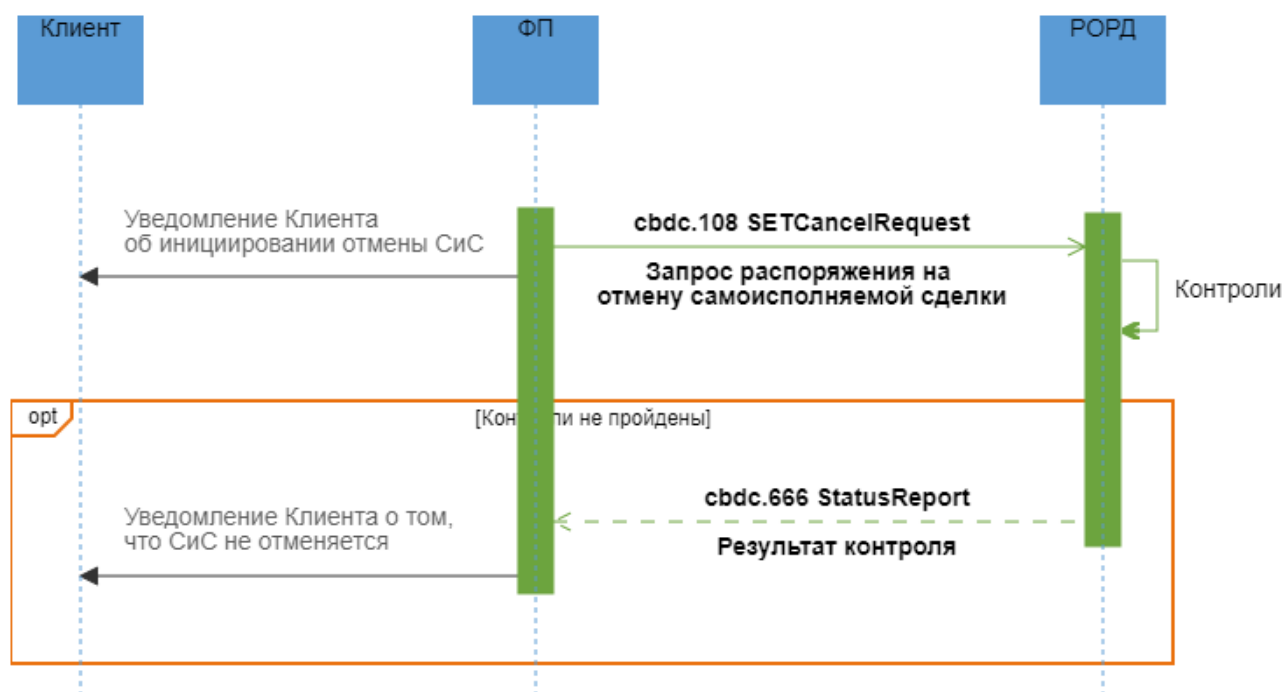 Клиент
ФП
РОРД
Уведомление Клиента
об инициировании отмены СиС
cbdc.108 SETCancelRequest
Запрос распоряжения на
отмену самоисполняемой сделки
Контроли
opt
[Кон ли не пройдены]
cbdc.666 StatusReport
Результат контроля
Уведомление Клиента о том,
что СиС не отменяется